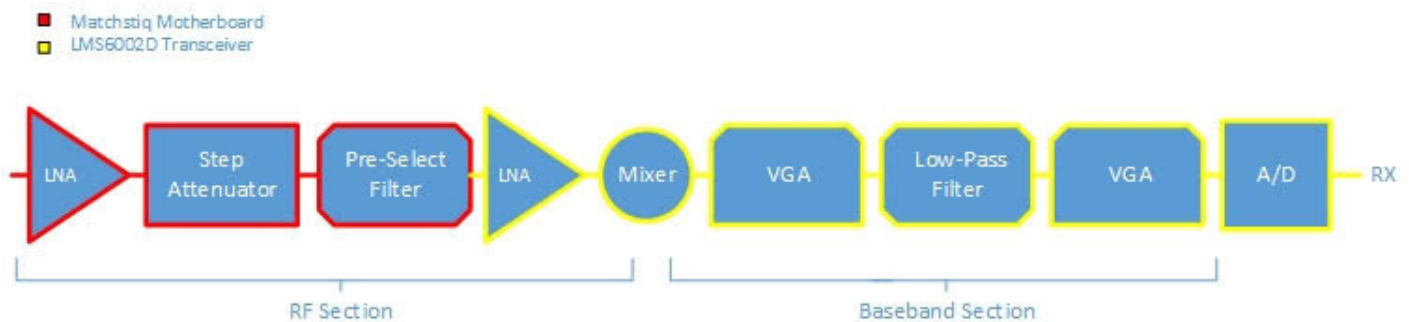 Matchstiq Motherboard
LMS6002D Transceiver
LNA
Step
Attenuator
Pre-Select
Filter
LNA
Mixer
VGA
Low-Pass
Filter
VGA
A/D
RX
RF Section
Baseband Section